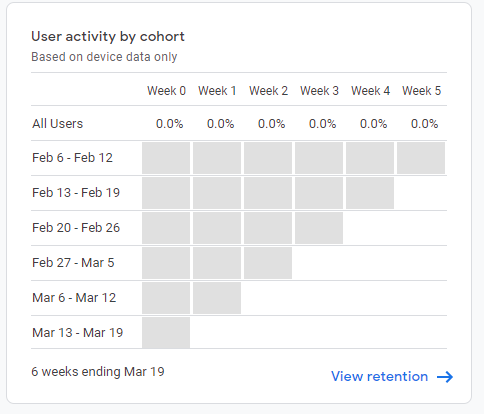 User activity by cohort
Based on device data only
Week 0 Week 1 Week 2 Week 3 Week 4 Week 5
All Users 0.0% 0.0% 0.0% 0.0% 0.0% 0.0%
Feb 6 - Feb 12
Feb 13 - Feb 19
Feb 20 - Feb 26
Feb 27 - Mar 5
Mar 6 - Mar 12
Mar 13 - Mar 19
6 weeks ending Mar 19
View retention →